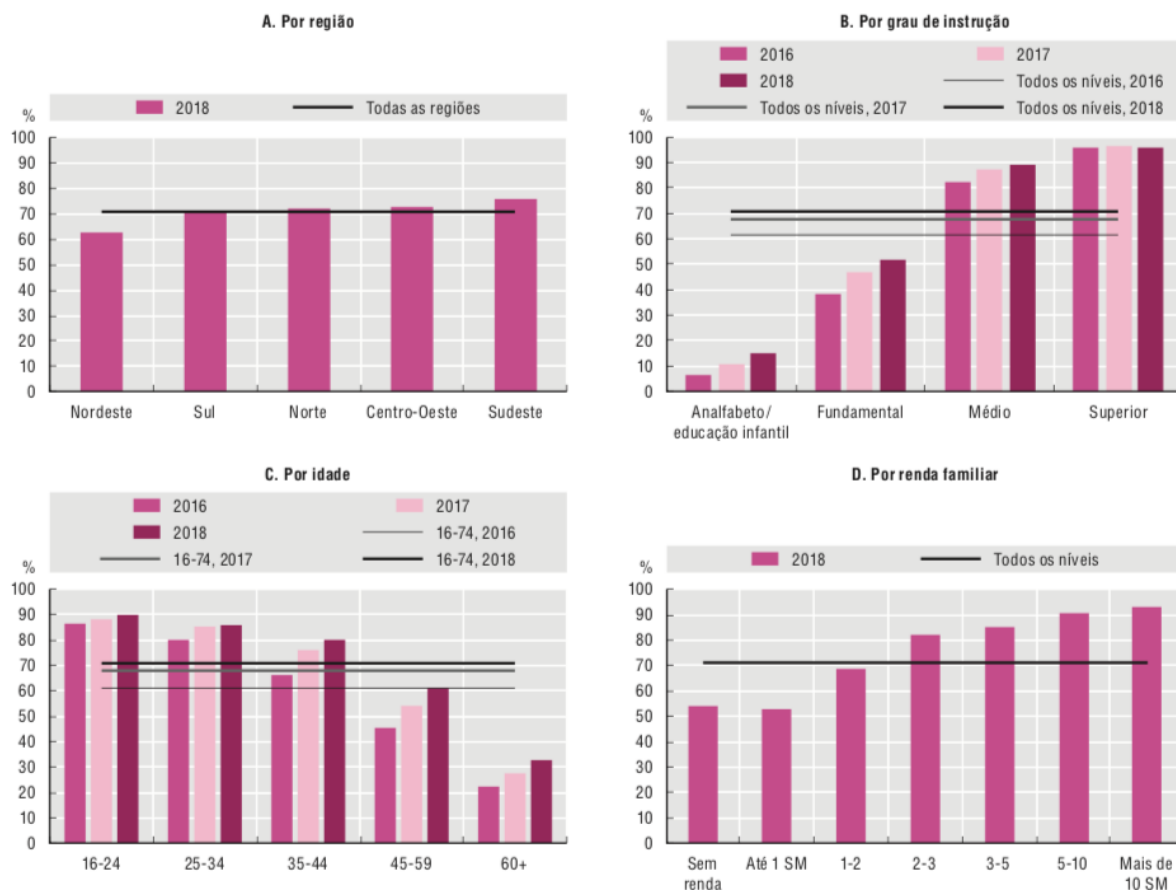 A. Por região
2018
Todas as regiões
%
100
90
80
70
60
50
40
30
20
10
0
Nordeste
Sul
Norte
Centro-Oeste
Sudeste
B. Por grau de instrução
2016
2017
2018
Todos os níveis, 2016
Todos os níveis, 2017
Todos os níveis, 2018
%
100
90
80
70
60
50
40
30
20
10
0
Analfabeto/
educação infantil
Fundamental
Médio
Superior
C. Por idade
2016
2017
2018
16-74, 2016
16-74, 2017
16-74, 2018
%
100
90
80
70
60
50
40
30
20
10
0
16-24
25-34
35-44
45-59
60+
D. Por renda familiar
2018
Todos os níveis
%
100
90
80
70
60
50
40
30
20
10
0
Sem
renda
Até 1 SM
1-2
2-3
3-5
5-10
Mais de
10 SM